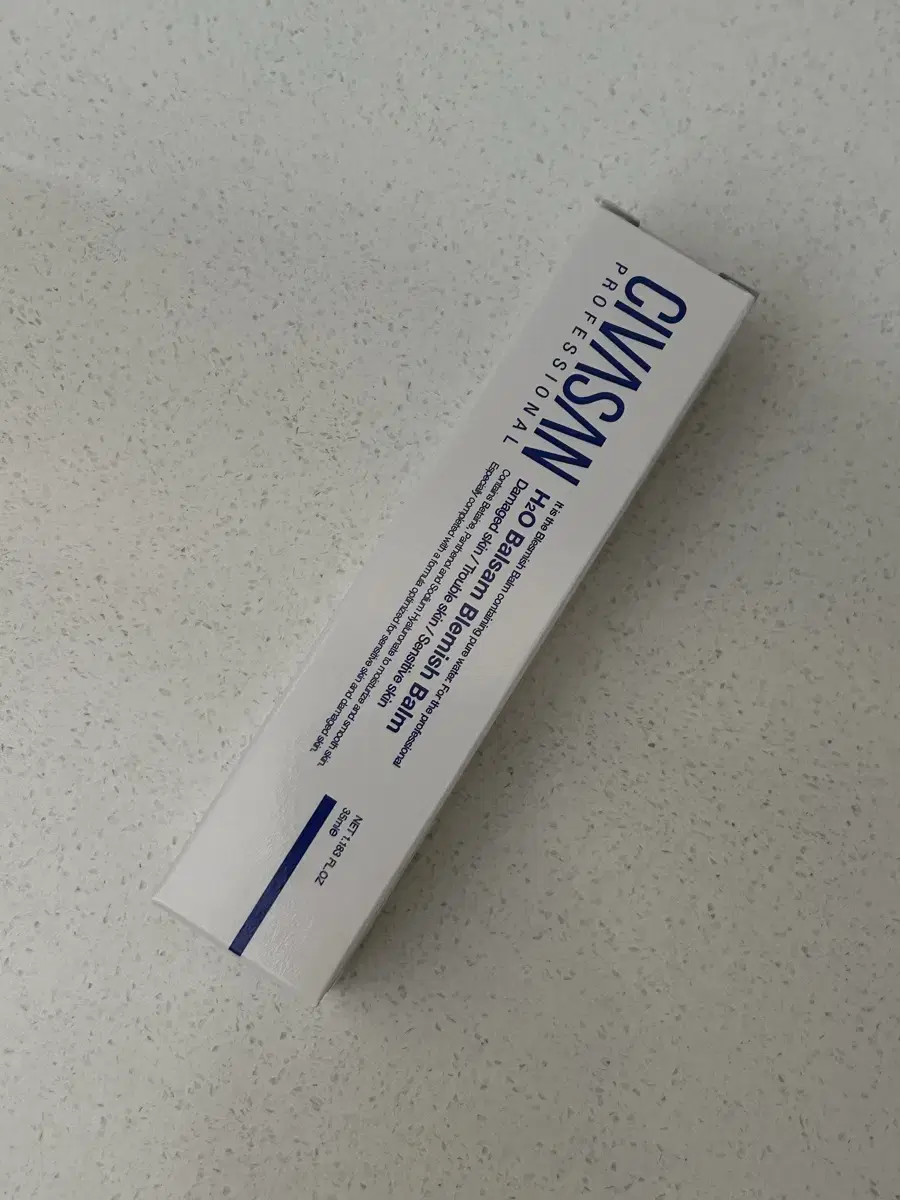 CIVASAN
PROFESSIONAL
It is the Blesmish Balm containing pure water. For the professional
H₂O Balsam Blemish Balm
Damaged skin / Trouble skin / Sensitive skin
Contains Betaine, Panthenol and Sodium Hyaluronate to moisturize and smooth skin.
Especially completed with a formula optimized for sensitive skin and damaged skin.
NET 1.183 FL.OZ
35ml℮